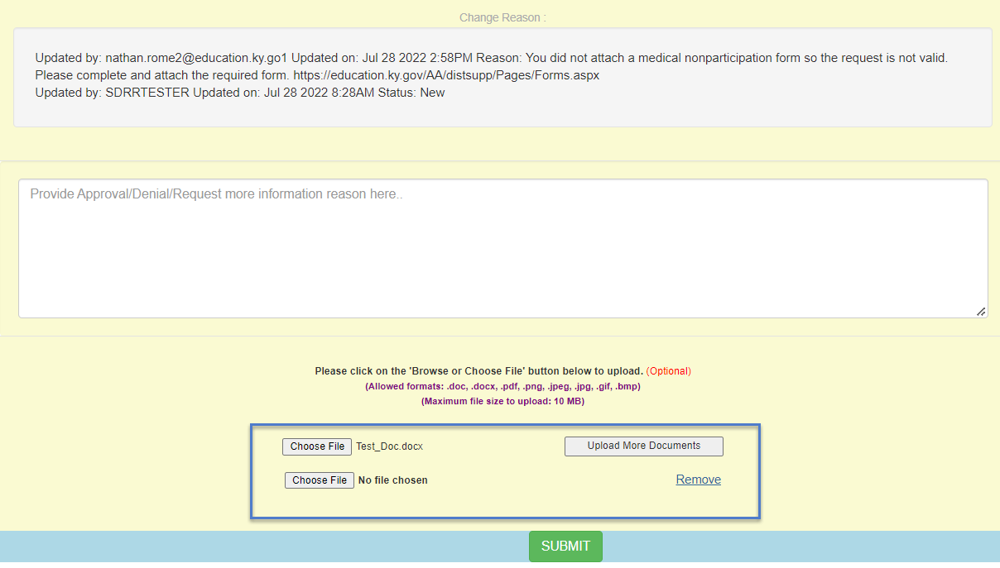 Change Reason :
Updated by: nathan.rome2@education.ky.go1 Updated on: Jul 28 2022 2:58PM Reason: You did not attach a medical nonparticipation form so the request is not valid.
Please complete and attach the required form. https://education.ky.gov/AA/distsupp/Pages/Forms.aspx
Updated by: SDRRTESTER Updated on: Jul 28 2022 8:28AM Status: New
Provide Approval/Denial/Request more information reason here..
Please click on the 'Browse or Choose File' button below to upload. (Optional)
(Allowed formats: .doc, .docx, .pdf, .png, .jpeg, .jpg, .gif, .bmp)
(Maximum file size to upload: 10 MB)
Choose File Test_Doc.docx Upload More Documents
Choose File No file chosen Remove
SUBMIT